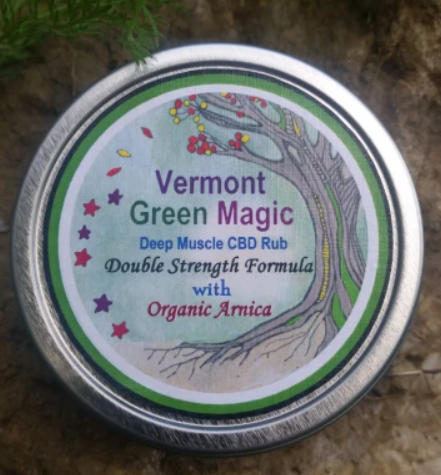 Vermont
Green Magic
Deep Muscle CBD Rub
Double Strength Formula
with
Organic Arnica